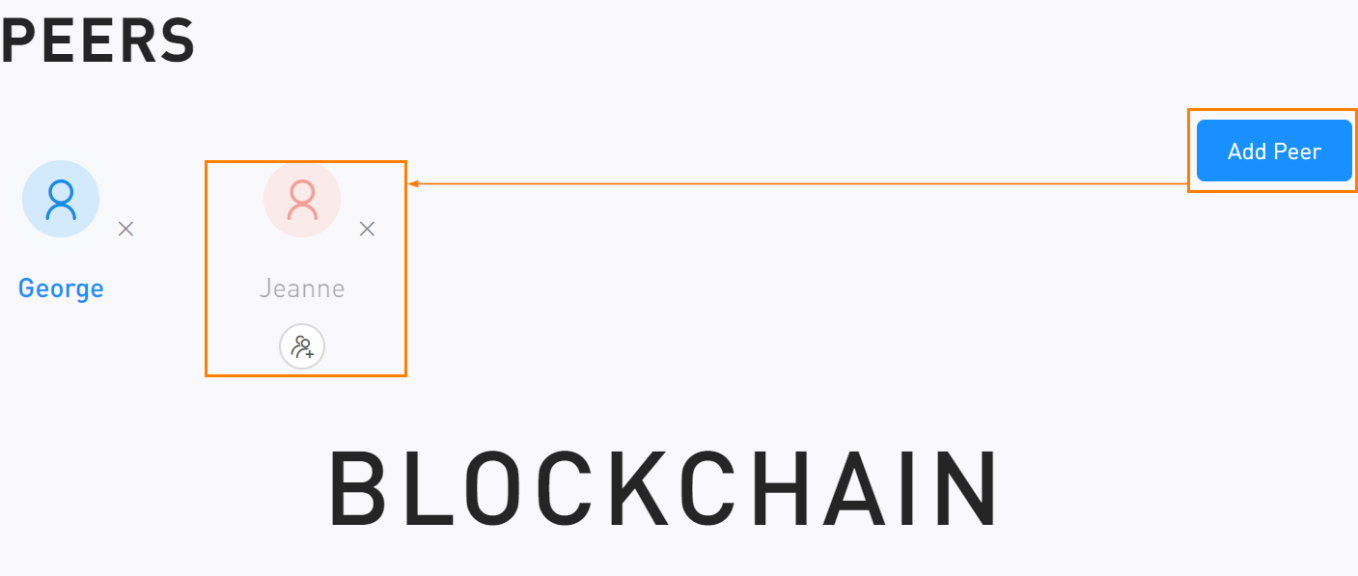 PEERS
Add Peer
George
Jeanne
BLOCKCHAIN